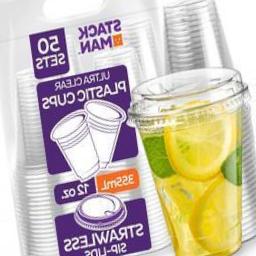 STACK
MAN
50
SETS
ULTRA CLEAR
PLASTIC CUPS
355mL 12 oz.
STRAWLESS
SIP-LIDS